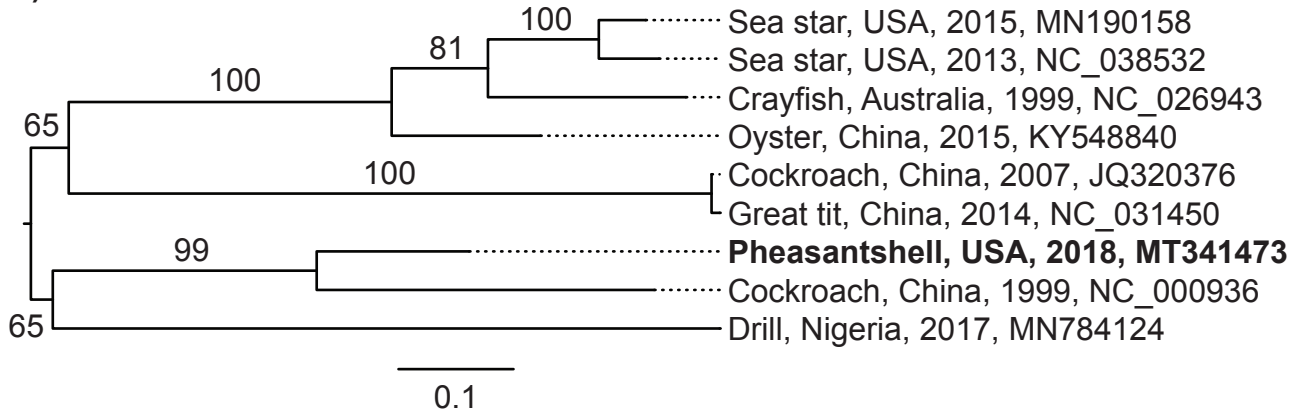 100
Sea star, USA, 2015, MN190158
81
Sea star, USA, 2013, NC_038532
100
Crayfish, Australia, 1999, NC_026943
65
Oyster, China, 2015, KY548840
100
Cockroach, China, 2007, JQ320376
Great tit, China, 2014, NC_031450
99
Pheasantshell, USA, 2018, MT341473
Cockroach, China, 1999, NC_000936
65
Drill, Nigeria, 2017, MN784124
0.1